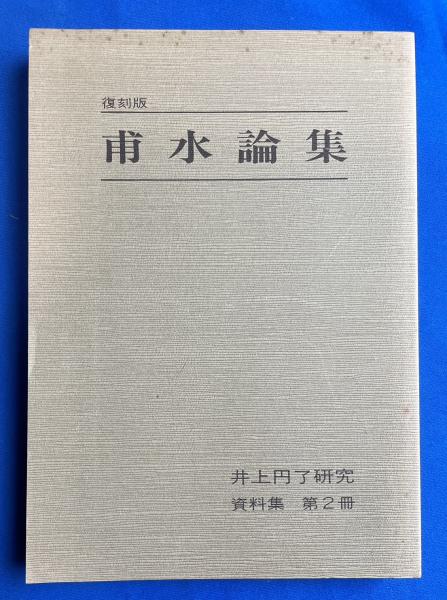 復刻版
甫水論集
井上円了研究
資料集 第2冊